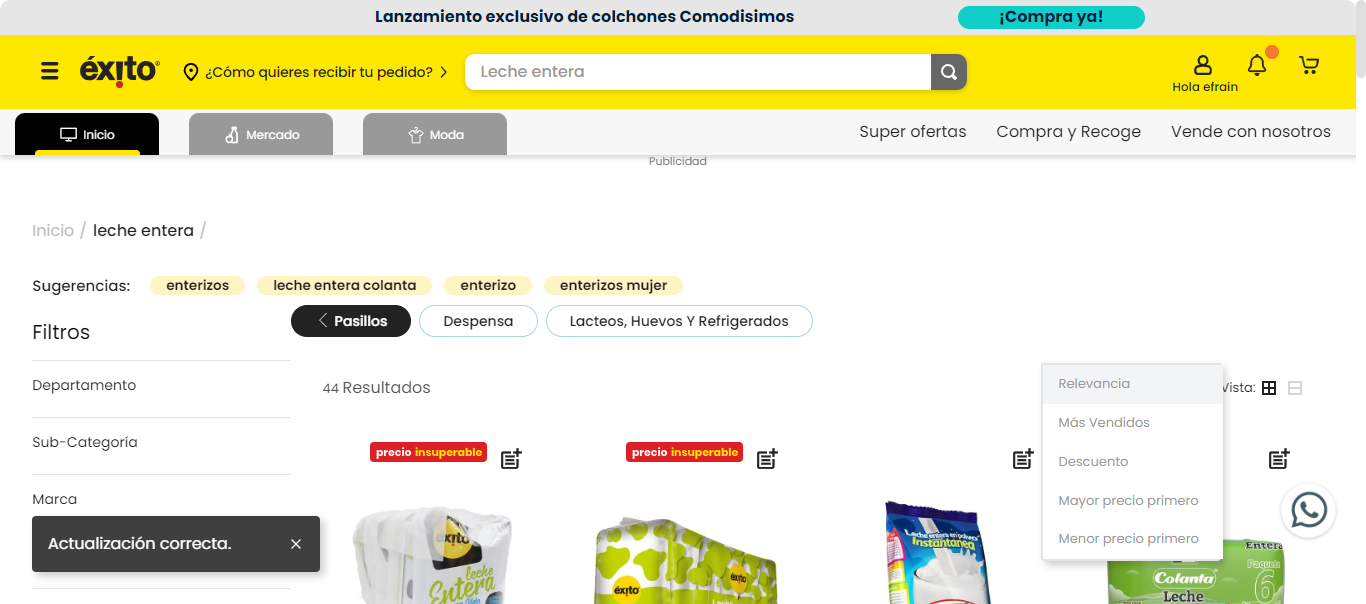 Lanzamiento exclusivo de colchones Comodisimos
¡Compra ya!
éxito
¿Cómo quieres recibir tu pedido?
Leche entera
Hola efrain
Inicio
Mercado
Moda
Super ofertas
Compra y Recoge
Vende con nosotros
Publicidad
Inicio / leche entera /
Sugerencias:
enterizos
leche entera colanta
enterizo
enterizos mujer
Filtros
Pasillos
Despensa
Lacteos, Huevos Y Refrigerados
Departamento
44 Resultados
Relevancia
Vista:
Más Vendidos
Sub-Categoría
precio insuperable
precio insuperable
Descuento
Marca
Mayor precio primero
Menor precio primero
Actualización correcta.
éxito
leche
Entera
éxito
éxito
Leche
Leche entera en polvo
Instantánea
Entera
Paquete
6
Colanta
Leche